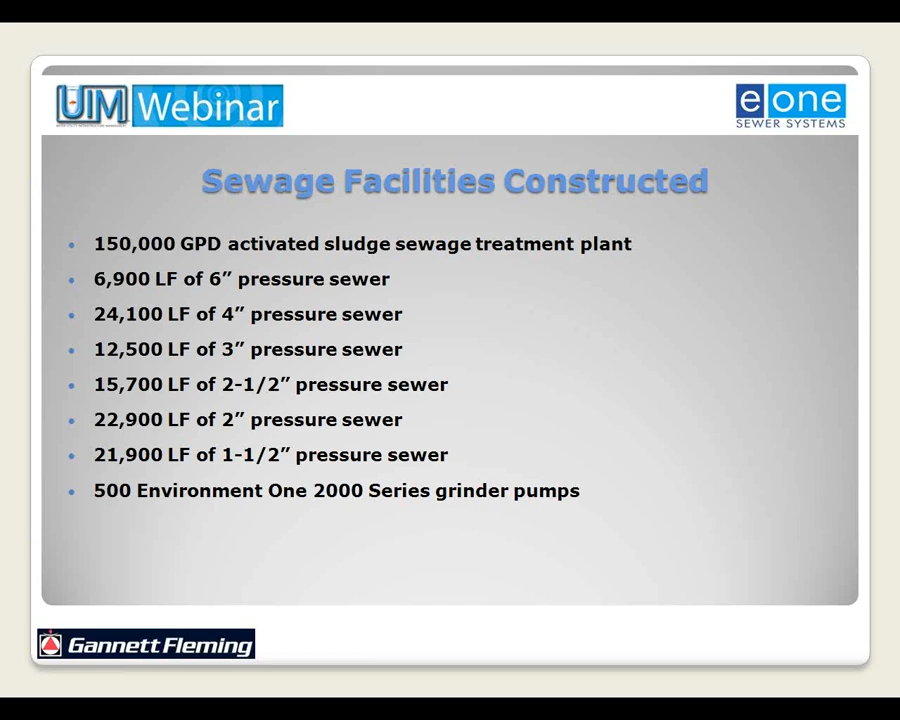 UIM Webinar
e one
SEWER SYSTEMS
Sewage Facilities Constructed
• 150,000 GPD activated sludge sewage treatment plant
• 6,900 LF of 6” pressure sewer
• 24,100 LF of 4” pressure sewer
• 12,500 LF of 3” pressure sewer
• 15,700 LF of 2-1/2” pressure sewer
• 22,900 LF of 2” pressure sewer
• 21,900 LF of 1-1/2” pressure sewer
• 500 Environment One 2000 Series grinder pumps
Gannett Fleming